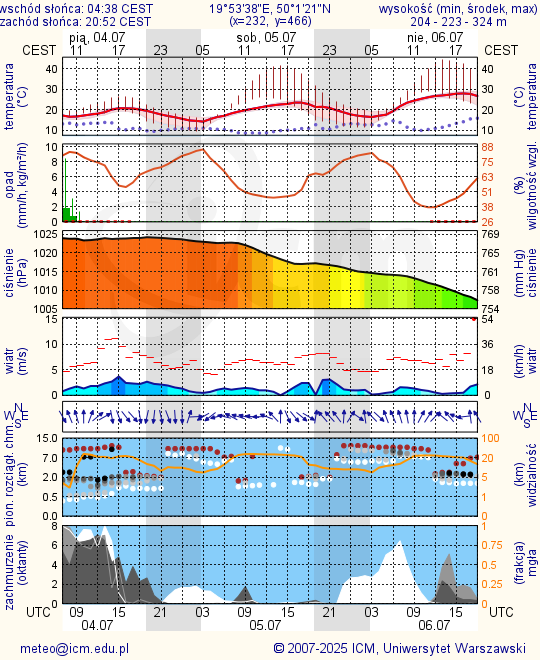 wschód słońca: 04:38 CEST 19°53'38"E, 50°1'21"N wysokość (min, środek, max)
zachód słońca: 20:52 CEST (x=232, y=466) 204 - 223 - 324 m
pią, 04.07 sob, 05.07 nie, 06.07
CEST 11 17 23 05 11 17 23 05 11 17 CEST
temperatura (°C) 40 30 20 10 40 30 20 10 (°C) temperatura
opad (mm/h, kg/m²/h) 10 8 6 4 2 0 88 75 63 51 38 26 (%) wilgotność wzgl.
ciśnienie (hPa) 1025 1020 1015 1010 1005 769 765 761 758 754 (mm Hg) ciśnienie
wiatr (m/s) 15 10 5 0 54 36 18 0 (km/h) wiatr
N W E S N W E S
pion. rozciągł. chm. (km) 15.0 7.0 2.0 0.5 0.0 100 20 5 1 0 (km) widzialność
zachmurzenie (oktanty) 8 6 4 2 0 1 0.75 0.5 0.25 0 (frakcja) mgła
UTC 09 15 21 03 09 15 21 03 09 15 UTC
04.07 05.07 06.07
meteo@icm.edu.pl © 2007-2025 ICM, Uniwersytet Warszawski